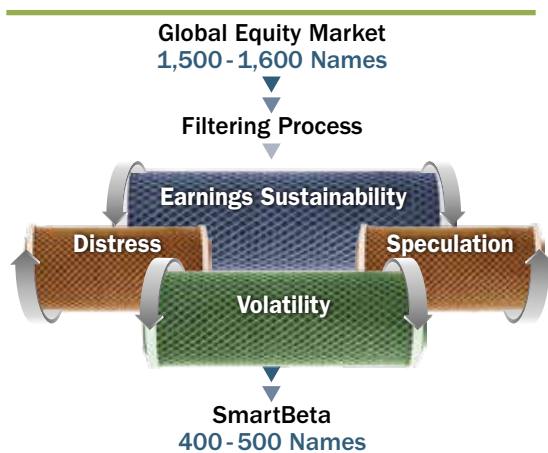 Global Equity Market
1,500 - 1,600 Names
Filtering Process
Earnings Sustainability
Distress
Speculation
Volatility
SmartBeta
400 - 500 Names